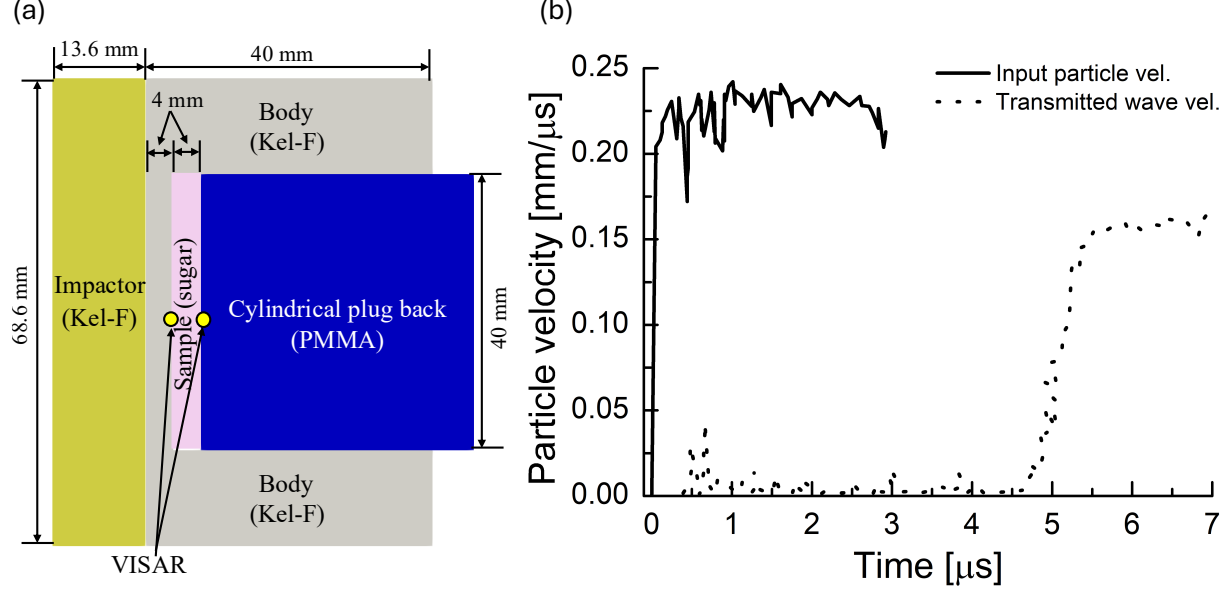 (a)
13.6 mm
40 mm
4 mm
Body
(Kel-F)
68.6 mm
Impactor
(Kel-F)
Sample (sugar)
Cylindrical plug back
(PMMA)
40 mm
Body
(Kel-F)
VISAR
(b)
Input particle vel.
Transmitted wave vel.
Particle velocity [mm/μs]
0.25
0.20
0.15
0.10
0.05
0.00
0 1 2 3 4 5 6 7
Time [μs]